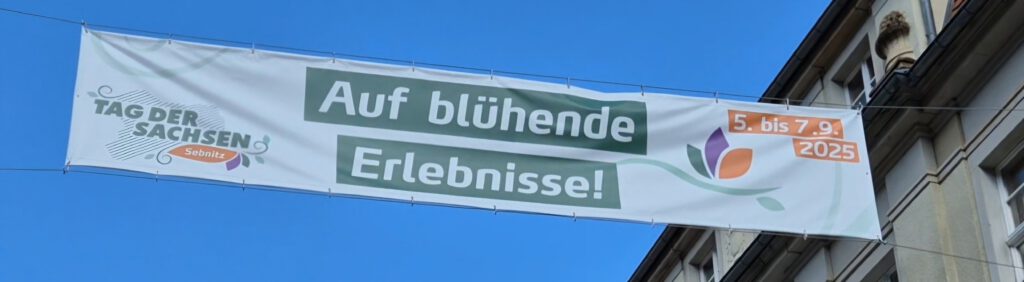 TAG DER
SACHSEN
Sebnitz
Auf blühende
Erlebnisse!
5. bis 7.9.
2025